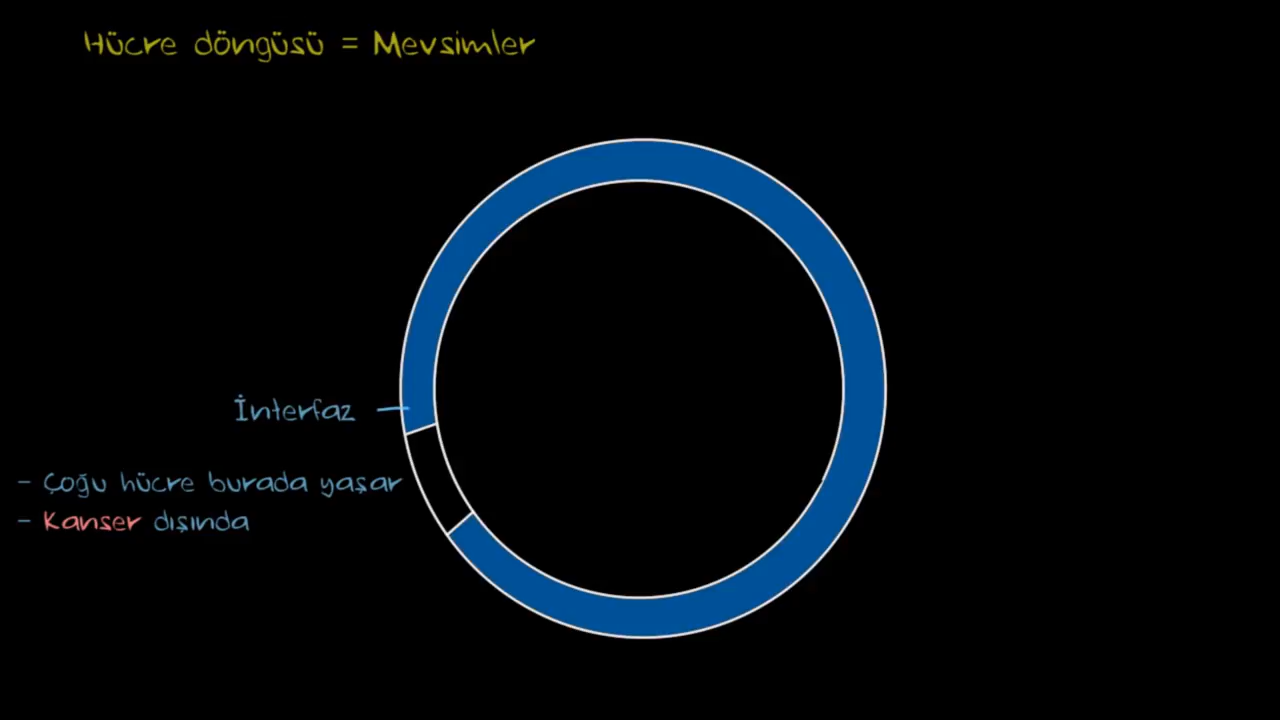 Hücre döngüsü = Mevsimler
İnterfaz
- Çoğu hücre burada yaşar
- Kanser dışında